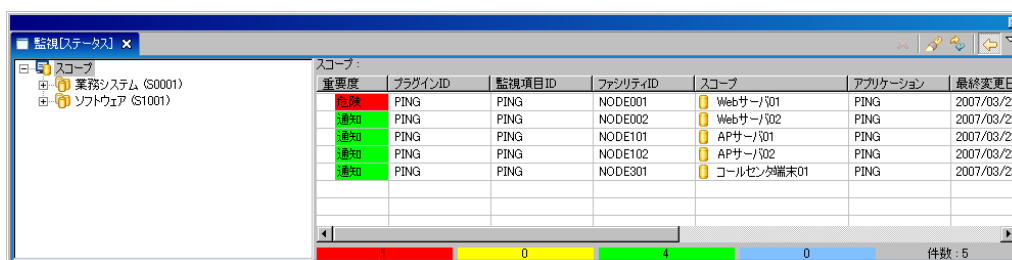 監視[ステータス]
スコープ
業務システム (S0001)
ソフトウェア (S1001)
スコープ :
重要度 プラグインID 監視項目ID ファシリティID スコープ アプリケーション 最終変更日
危険 PING PING NODE001 Webサーバ01 PING 2007/03/2
通知 PING PING NODE002 Webサーバ02 PING 2007/03/2
通知 PING PING NODE101 APサーバ01 PING 2007/03/2
通知 PING PING NODE102 APサーバ02 PING 2007/03/2
通知 PING PING NODE301 コールセンタ端末01 PING 2007/03/2
1 0 4 0 件数 : 5